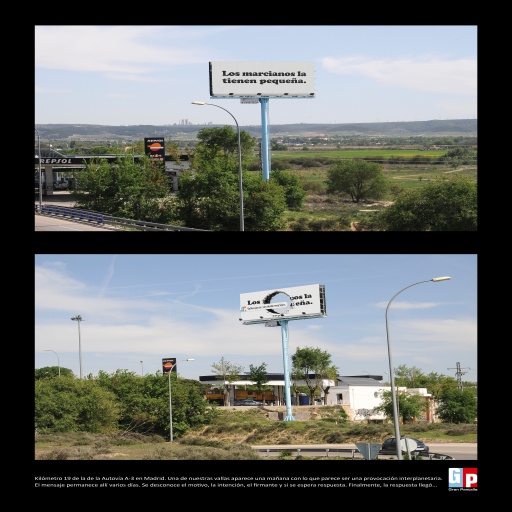 Los marcianos la
tienen pequeña.
REPSOL
Los nos la
eña.
Kilómetro 19 de la de la Autovía A-3 en Madrid. Una de nuestras vallas aparece una mañana con lo que parece ser una provocación interplanetaria.
El mensaje permanece allí varios días. Se desconoce el motivo, la intención, el firmante y si se espera respuesta. Finalmente, la respuesta llegó...
GP
Gran Pantalla